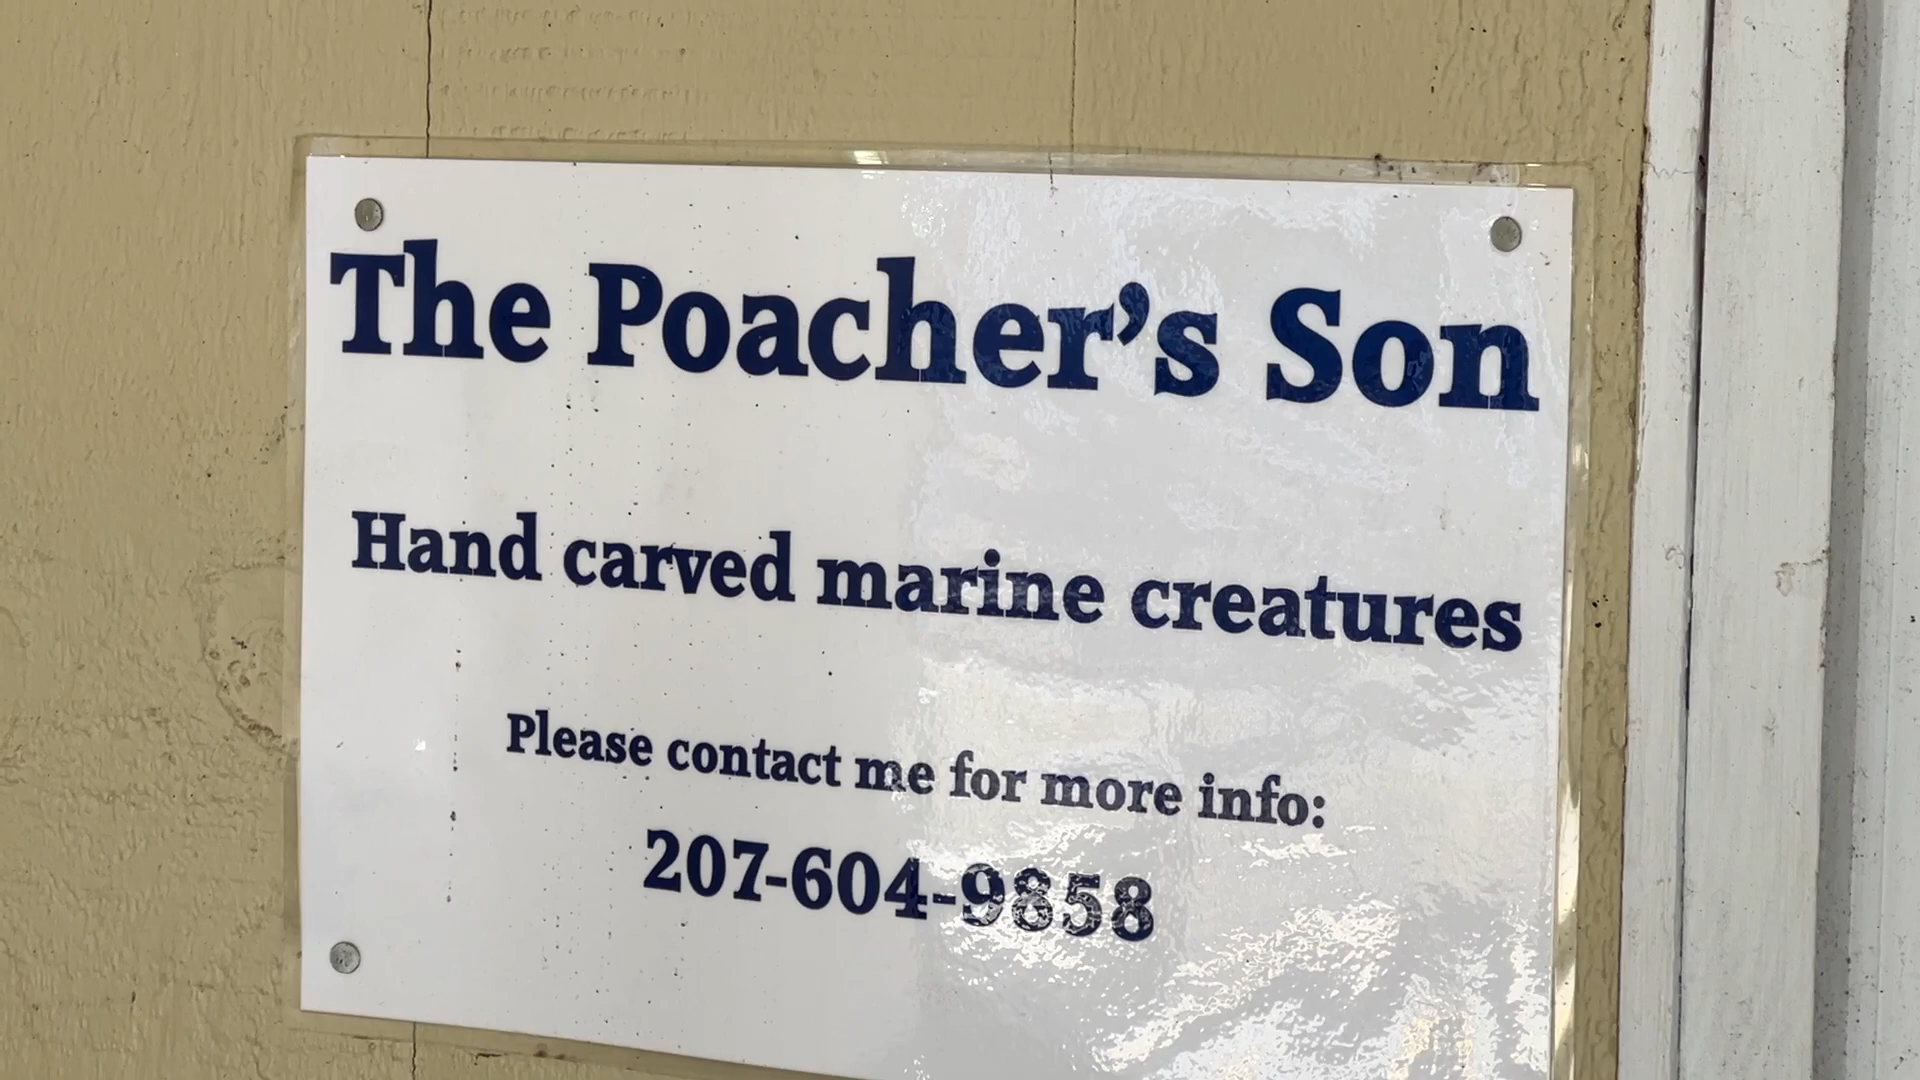 The Poacher’s Son
Hand carved marine creatures
Please contact me for more info:
207-604-9858